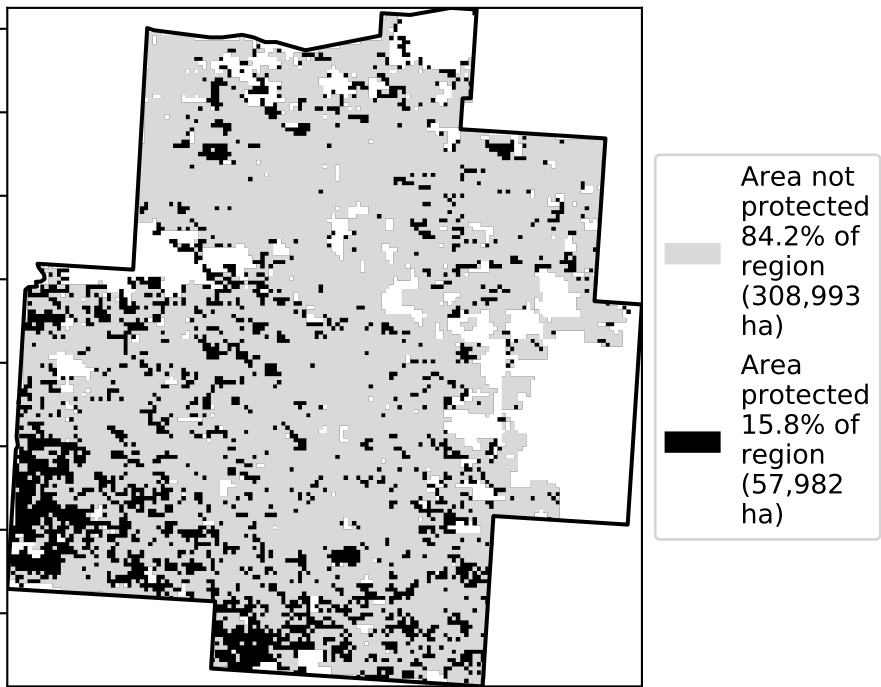 Area not
protected
84.2% of
region
(308,993
ha)
Area
protected
15.8% of
region
(57,982
ha)